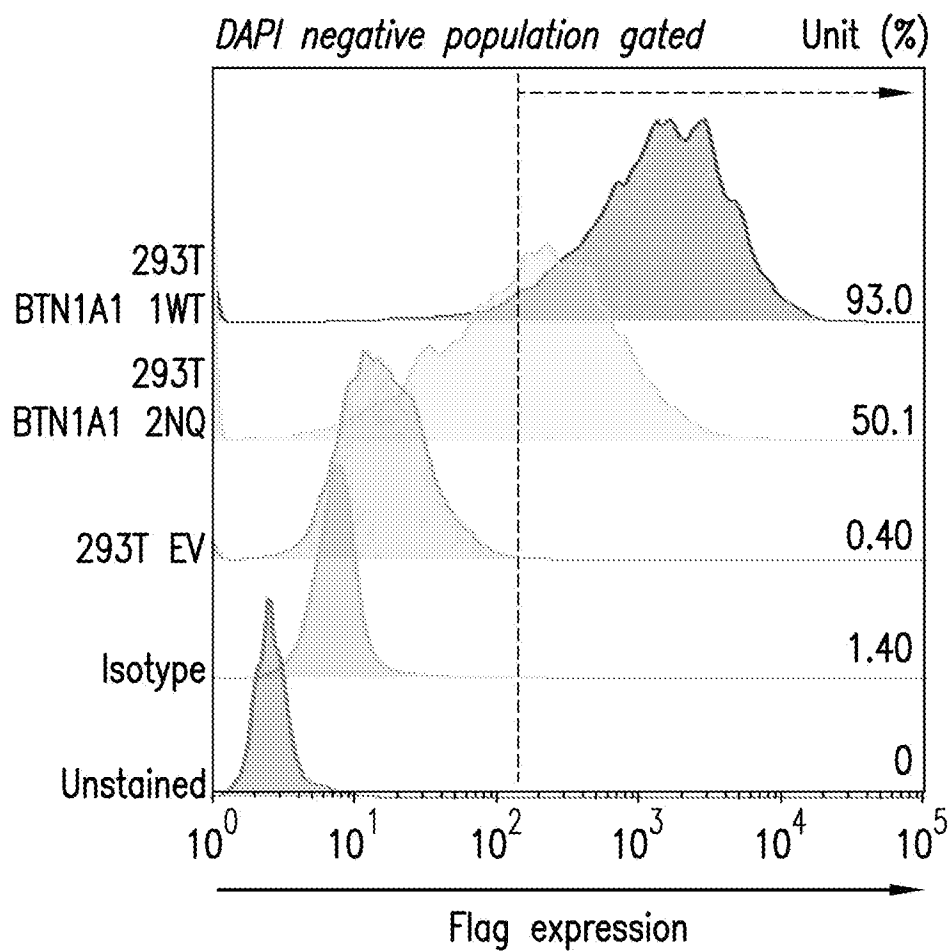 DAPI negative population gated Unit (%)
293T
BTN1A1 1WT 93.0
293T
BTN1A1 2NQ 50.1
293T EV 0.40
Isotype 1.40
Unstained 0
10^0 10^1 10^2 10^3 10^4 10^5
Flag expression